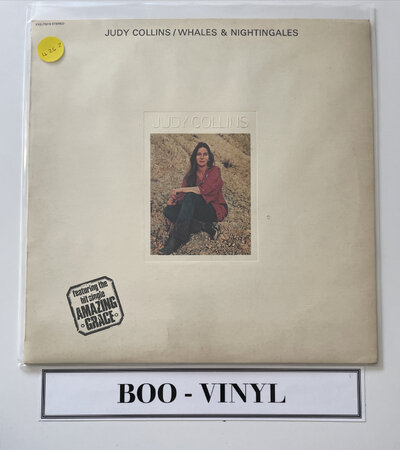 JUDY COLLINS / WHALES & NIGHTINGALES
JUDY COLLINS
featuring the
hit single
AMAZING
GRACE
BOO - VINYL